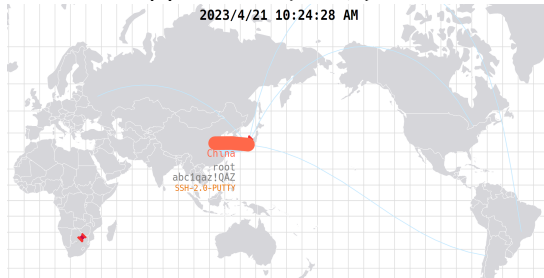 2023/4/21 10:24:28 AM
China
root
abc1qaz!QAZ
SSH-2.0-PUTTY